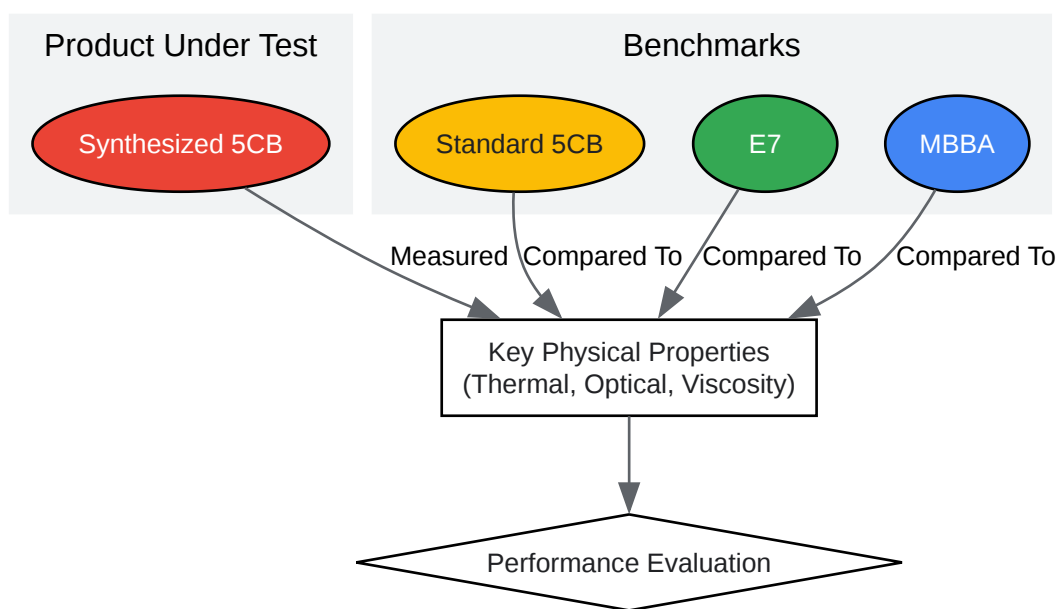 Product Under Test
Benchmarks
Synthesized 5CB
Standard 5CB
E7
MBBA
Measured
Compared To
Compared To
Compared To
Key Physical Properties
(Thermal, Optical, Viscosity)
Performance Evaluation